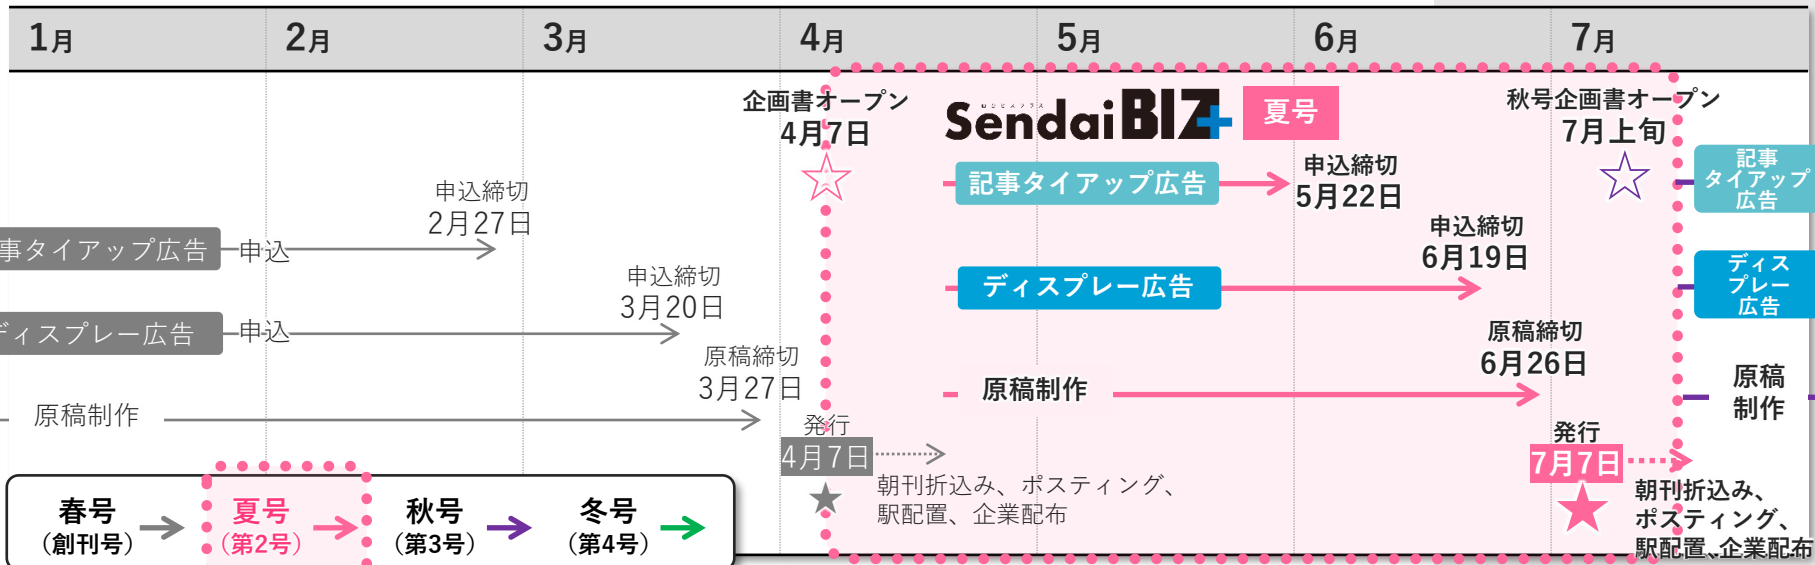 1月 2月 3月 4月 5月 6月 7月
企画書オープン
4月7日
SendaiBIZ+
夏号
秋号企画書オープン
7月上旬
記事タイアップ広告
申込締切
5月22日
記事
タイアップ
広告
申込締切
2月27日
事タイアップ広告
申込
申込締切
6月19日
ディスプレー広告
ディス
プレー
広告
申込締切
3月20日
ディスプレー広告
申込
原稿締切
6月26日
原稿制作
原稿
制作
原稿締切
3月27日
原稿制作
発行
4月7日
朝刊折込み、ポスティング、
駅配置、企業配布
発行
7月7日
朝刊折込み、
ポスティング、
駅配置、企業配布
春号
（創刊号）
夏号
（第2号）
秋号
（第3号）
冬号
（第4号）